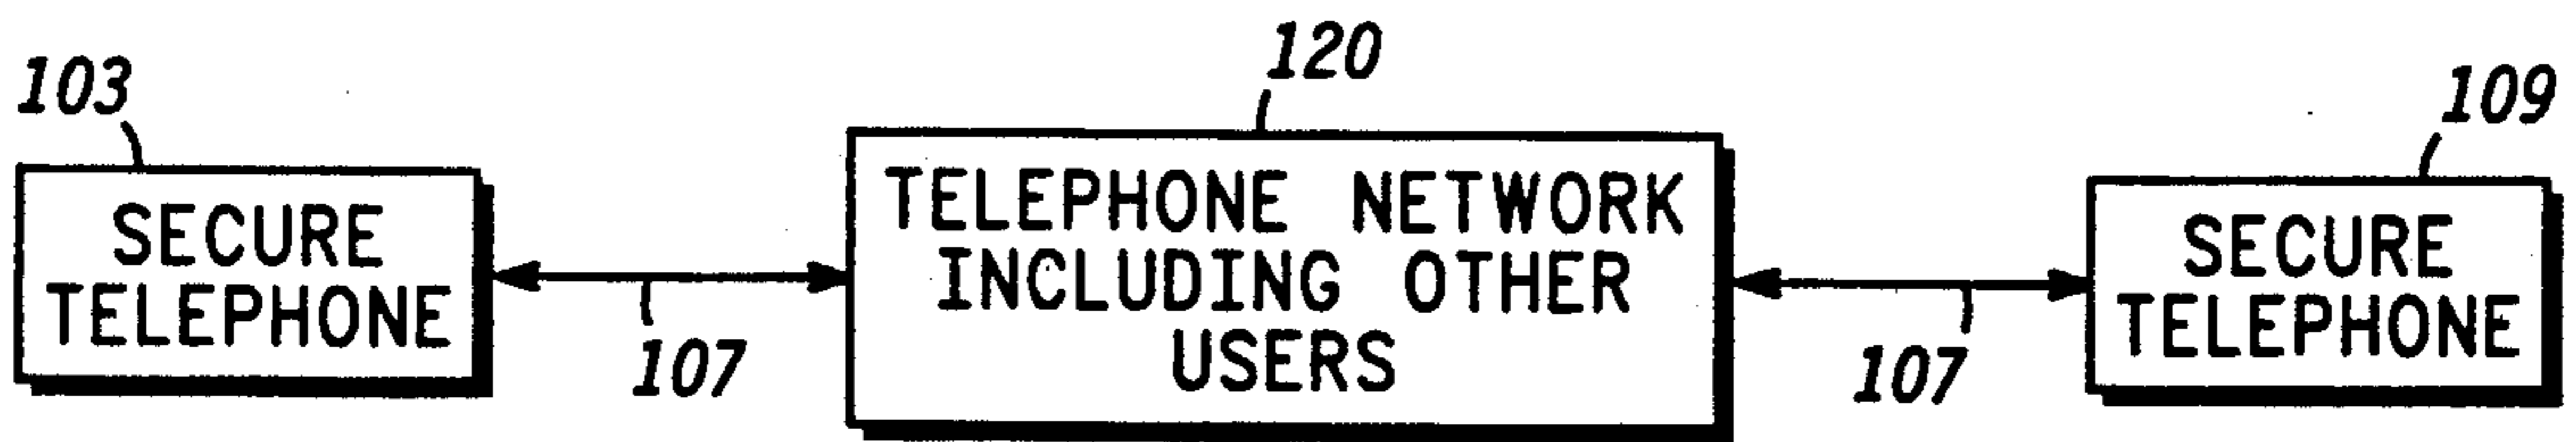 103
120
109
SECURE
TELEPHONE
107
TELEPHONE NETWORK
INCLUDING OTHER
USERS
107
SECURE
TELEPHONE